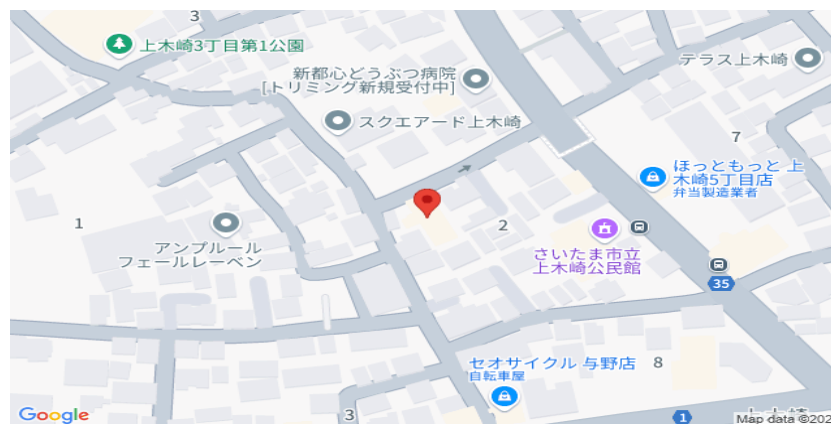 3
上木崎3丁目第1公園
新都心どうぶつ病院
[トリミング新規受付中]
テラス上木崎
スクエアード上木崎
7
ほっともっと 上
木崎5丁目店
弁当製造業者
1
2
アンプルール
フェールレーベン
さいたま市立
上木崎公民館
35
セオサイクル 与野店
自転車屋
8
3
1
Google
Map data ©202